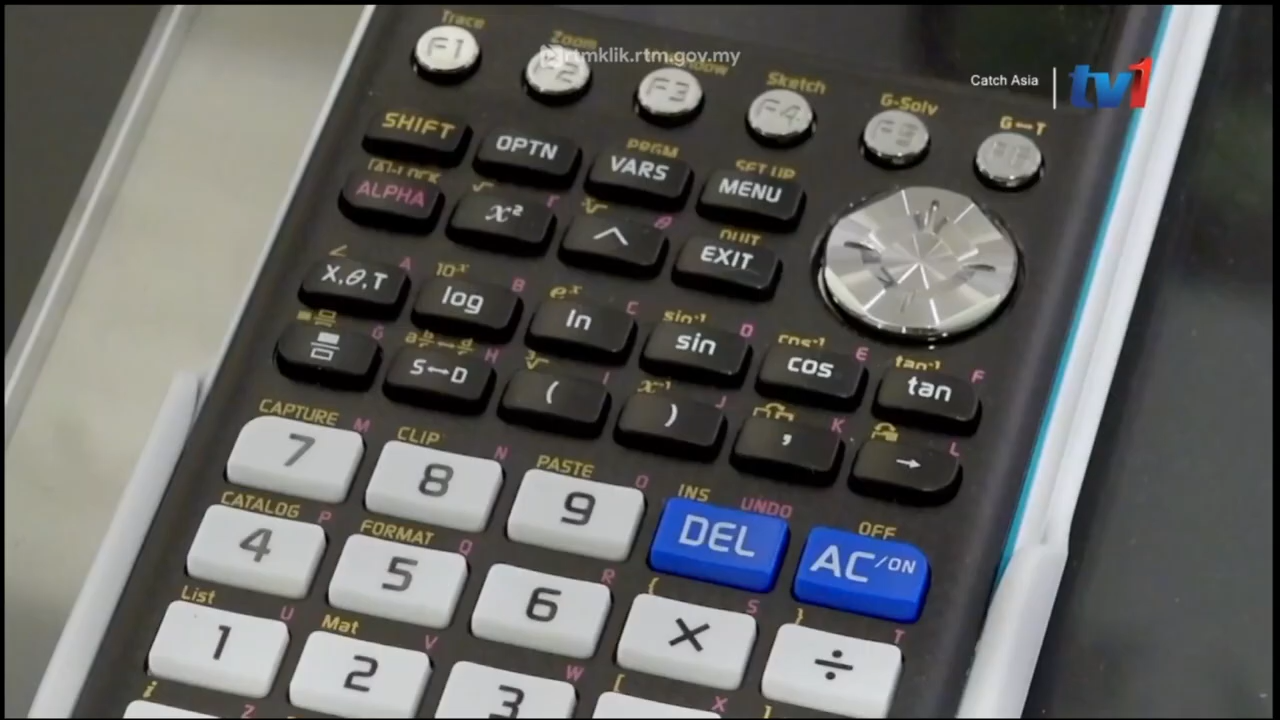 Trace
Zoom
rtmklik.rtm.gov.my
Catch Asia
tv1
F1
F2
F3
Sketch
F4
G-Solv
G↔T
SHIFT
OPTN
PRGM
VARS
SET UP
MENU
ALPHA
√
r
x²
θ
^
QUIT
EXIT
∠
A
X,θ,T
10ˣ
B
log
eˣ
C
ln
sin⁻¹
D
sin
cos⁻¹
E
cos
tan⁻¹
F
tan
G
H
S↔D
I
(
x⁻¹
J
)
K
,
L
→
CAPTURE
M
7
CLIP
N
8
PASTE
O
9
INS
UNDO
DEL
OFF
AC/ON
CATALOG
P
4
FORMAT
Q
5
R
6
{
S
×
}
T
÷
List
U
1
Mat
V
2
W
3
[
X
]
i
Z